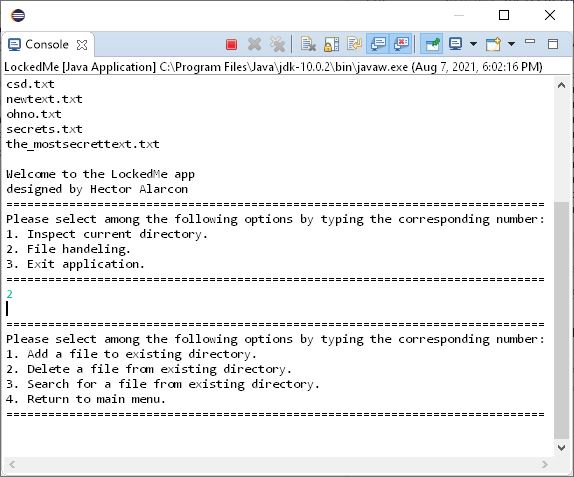 Console
LockedMe [Java Application] C:\Program Files\Java\jdk-10.0.2\bin\javaw.exe (Aug 7, 2021, 6:02:16 PM)
csd.txt
newtext.txt
ohno.txt
secrets.txt
the_mostsecrettext.txt
Welcome to the LockedMe app
designed by Hector Alarcon
================================================================
Please select among the following options by typing the corresponding number:
1. Inspect current directory.
2. File handeling.
3. Exit application.
================================================================
2
================================================================
Please select among the following options by typing the corresponding number:
1. Add a file to existing directory.
2. Delete a file from existing directory.
3. Search for a file from existing directory.
4. Return to main menu.
================================================================